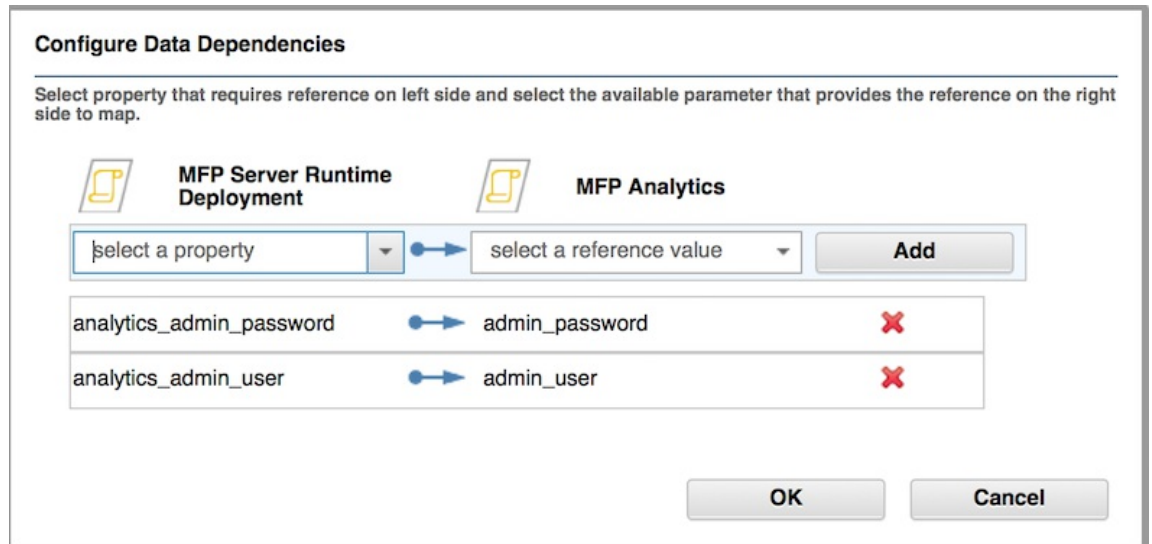 Configure Data Dependencies
Select property that requires reference on left side and select the available parameter that provides the reference on the right
side to map.
MFP Server Runtime
Deployment
MFP Analytics
select a property
select a reference value
Add
analytics_admin_password
admin_password
analytics_admin_user
admin_user
OK
Cancel